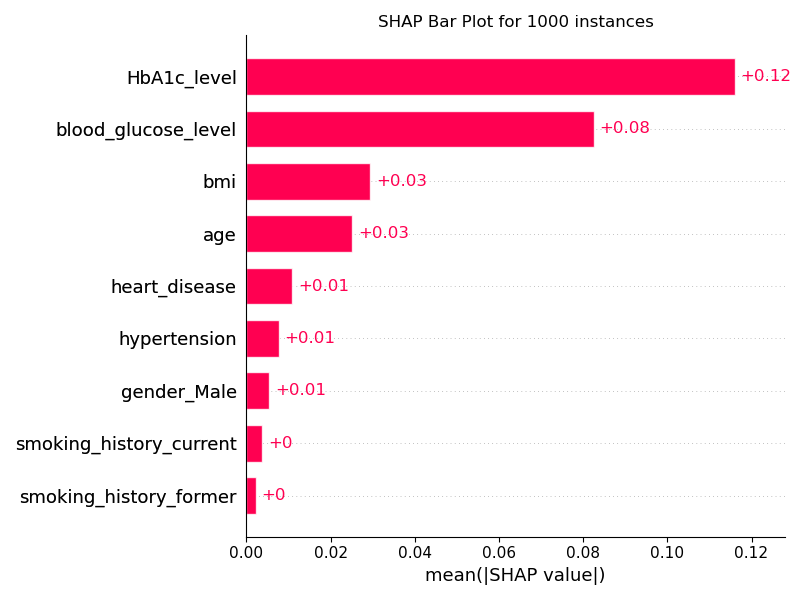 SHAP Bar Plot for 1000 instances
HbA1c_level +0.12
blood_glucose_level +0.08
bmi +0.03
age +0.03
heart_disease +0.01
hypertension +0.01
gender_Male +0.01
smoking_history_current +0
smoking_history_former +0
0.00 0.02 0.04 0.06 0.08 0.10 0.12
mean(|SHAP value|)